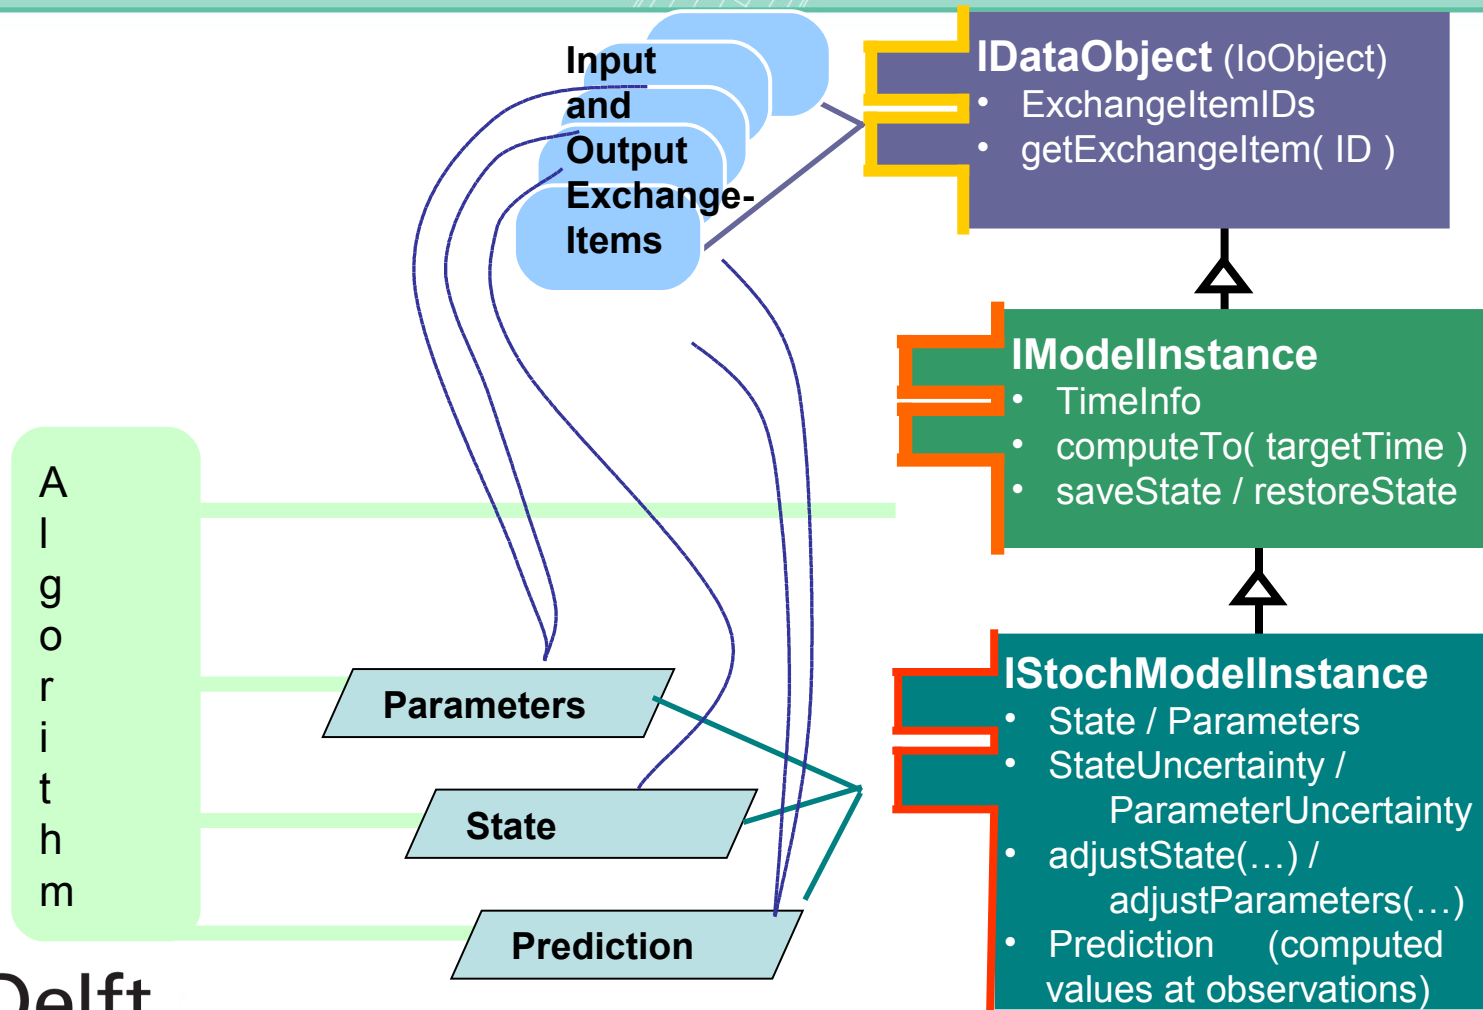 Input
and
Output
Exchange-
Items
IDataObject (IoObject)
• ExchangeItemIDs
• getExchangeItem( ID )
IModelInstance
• TimeInfo
• computeTo( targetTime )
• saveState / restoreState
A
l
g
o
r
i
t
h
m
Parameters
State
Prediction
IStochModelInstance
• State / Parameters
• StateUncertainty /
ParameterUncertainty
• adjustState(…) /
adjustParameters(…)
• Prediction (computed
values at observations)
Delft